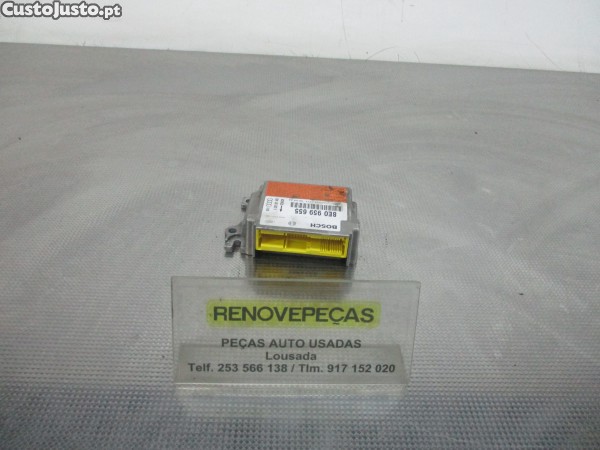 CustoJusto.pt
8E0 959 655
BOSCH
RENOVEPEÇAS
PEÇAS AUTO USADAS
Lousada
Telf. 253 566 138 / Tlm. 917 152 020